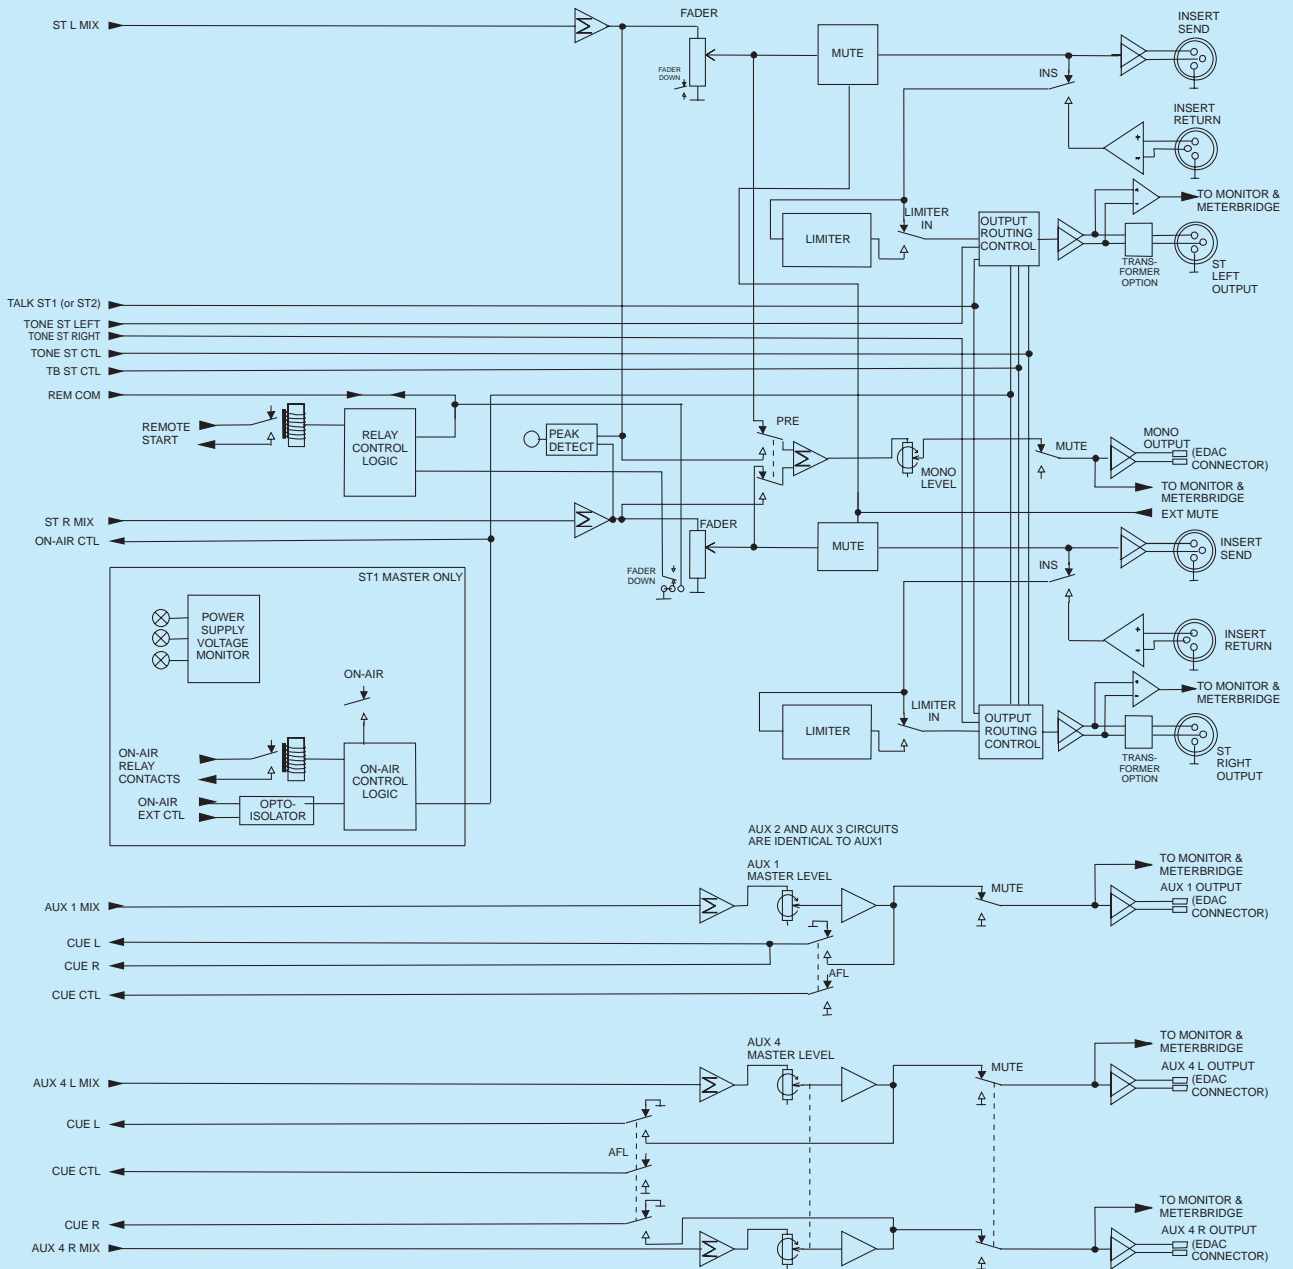 ST L MIX
FADER
INSERT
SEND
MUTE
FADER
DOWN
INS
INSERT
RETURN
LIMITER
LIMITER
IN
OUTPUT
ROUTING
CONTROL
TO MONITOR &
METERBRIDGE
TRANS-
FORMER
OPTION
ST
LEFT
OUTPUT
TALK ST1 (or ST2)
TONE ST LEFT
TONE ST RIGHT
TONE ST CTL
TB ST CTL
REM COM
REMOTE
START
RELAY
CONTROL
LOGIC
PEAK
DETECT
PRE
MONO
LEVEL
MUTE
MONO
OUTPUT
(EDAC
CONNECTOR)
TO MONITOR &
METERBRIDGE
EXT MUTE
ST R MIX
ON-AIR CTL
FADER
MUTE
INSERT
SEND
FADER
DOWN
INS
INSERT
RETURN
ST1 MASTER ONLY
POWER
SUPPLY
VOLTAGE
MONITOR
ON-AIR
ON-AIR
RELAY
CONTACTS
ON-AIR
CONTROL
LOGIC
ON-AIR
EXT CTL
OPTO-
ISOLATOR
LIMITER
LIMITER
IN
OUTPUT
ROUTING
CONTROL
TO MONITOR &
METERBRIDGE
TRANS-
FORMER
OPTION
ST
RIGHT
OUTPUT
AUX 2 AND AUX 3 CIRCUITS
ARE IDENTICAL TO AUX1
AUX 1
MASTER LEVEL
AUX 1 MIX
MUTE
TO MONITOR &
METERBRIDGE
AUX 1 OUTPUT
(EDAC
CONNECTOR)
CUE L
CUE R
AFL
CUE CTL
AUX 4
MASTER LEVEL
AUX 4 L MIX
MUTE
TO MONITOR &
METERBRIDGE
AUX 4 L OUTPUT
(EDAC
CONNECTOR)
CUE L
AFL
CUE CTL
CUE R
AUX 4 R MIX
TO MONITOR &
METERBRIDGE
AUX 4 R OUTPUT
(EDAC
CONNECTOR)